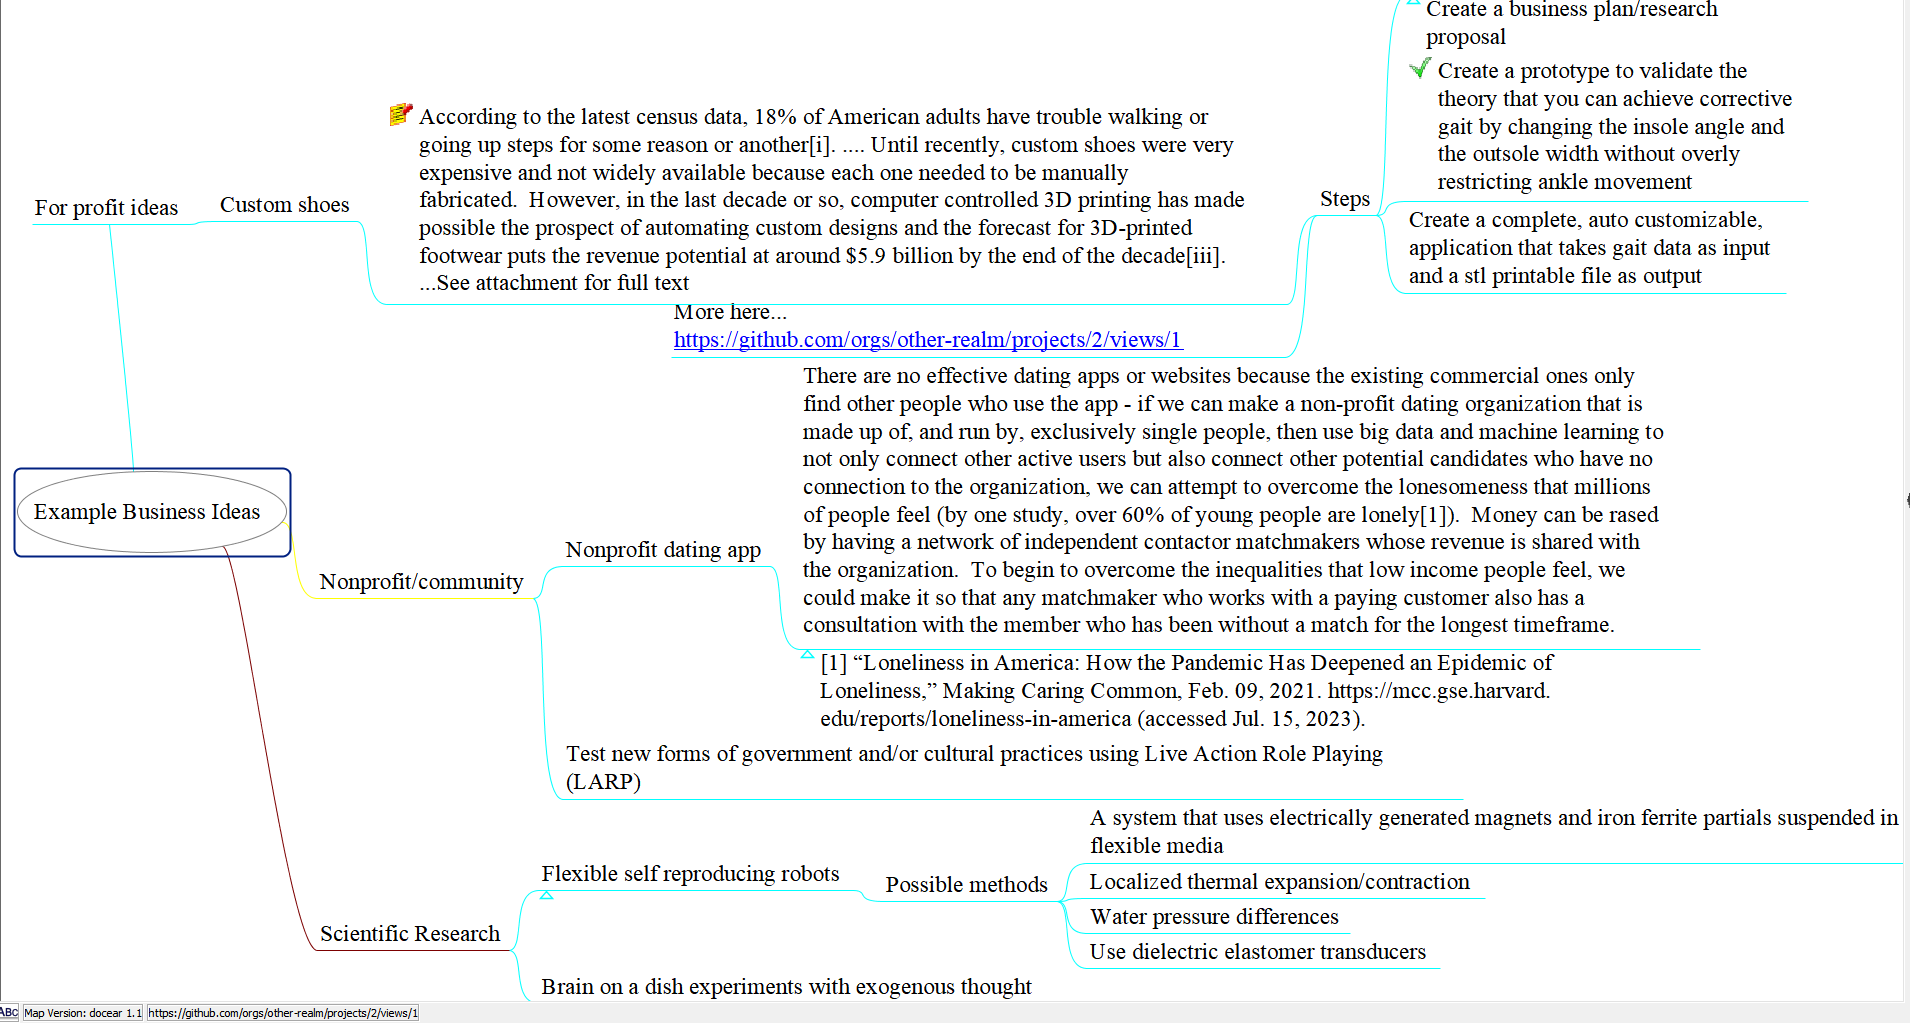 Create a business plan/research
proposal
Create a prototype to validate the
theory that you can achieve corrective
gait by changing the insole angle and
the outsole width without overly
restricting ankle movement
According to the latest census data, 18% of American adults have trouble walking or
going up steps for some reason or another[i]. .... Until recently, custom shoes were very
expensive and not widely available because each one needed to be manually
fabricated.  However, in the last decade or so, computer controlled 3D printing has made
possible the prospect of automating custom designs and the forecast for 3D-printed
footwear puts the revenue potential at around $5.9 billion by the end of the decade[iii].
...See attachment for full text
For profit ideas
Custom shoes
Steps
Create a complete, auto customizable,
application that takes gait data as input
and a stl printable file as output
More here...
https://github.com/orgs/other-realm/projects/2/views/1
There are no effective dating apps or websites because the existing commercial ones only
find other people who use the app - if we can make a non-profit dating organization that is
made up of, and run by, exclusively single people, then use big data and machine learning to
not only connect other active users but also connect other potential candidates who have no
connection to the organization, we can attempt to overcome the lonesomeness that millions
of people feel (by one study, over 60% of young people are lonely[1]).  Money can be rased
by having a network of independent contactor matchmakers whose revenue is shared with
the organization.  To begin to overcome the inequalities that low income people feel, we
could make it so that any matchmaker who works with a paying customer also has a
consultation with the member who has been without a match for the longest timeframe.
Example Business Ideas
Nonprofit dating app
Nonprofit/community
[1] “Loneliness in America: How the Pandemic Has Deepened an Epidemic of
Loneliness,” Making Caring Common, Feb. 09, 2021. https://mcc.gse.harvard.
edu/reports/loneliness-in-america (accessed Jul. 15, 2023).
Test new forms of government and/or cultural practices using Live Action Role Playing
(LARP)
A system that uses electrically generated magnets and iron ferrite partials suspended in
flexible media
Flexible self reproducing robots
Possible methods
Localized thermal expansion/contraction
Water pressure differences
Use dielectric elastomer transducers
Scientific Research
Brain on a dish experiments with exogenous thought
ABC
Map Version: docear 1.1
https://github.com/orgs/other-realm/projects/2/views/1